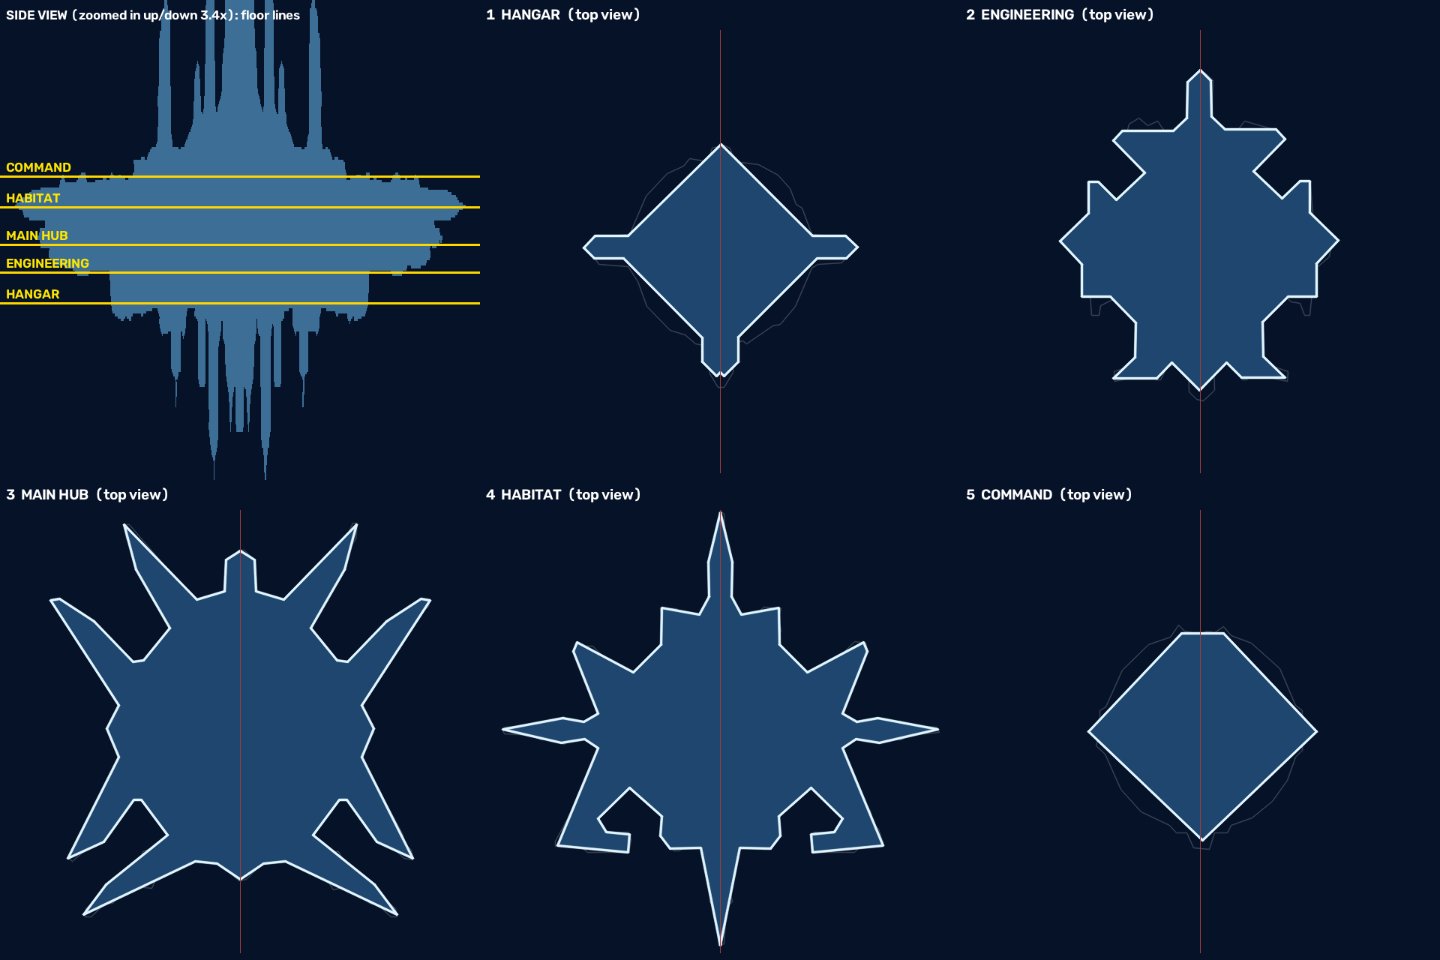 SIDE VIEW (zoomed in up/down 3.4x): floor lines
COMMAND
HABITAT
MAIN HUB
ENGINEERING
HANGAR
1 HANGAR (top view)
2 ENGINEERING (top view)
3 MAIN HUB (top view)
4 HABITAT (top view)
5 COMMAND (top view)